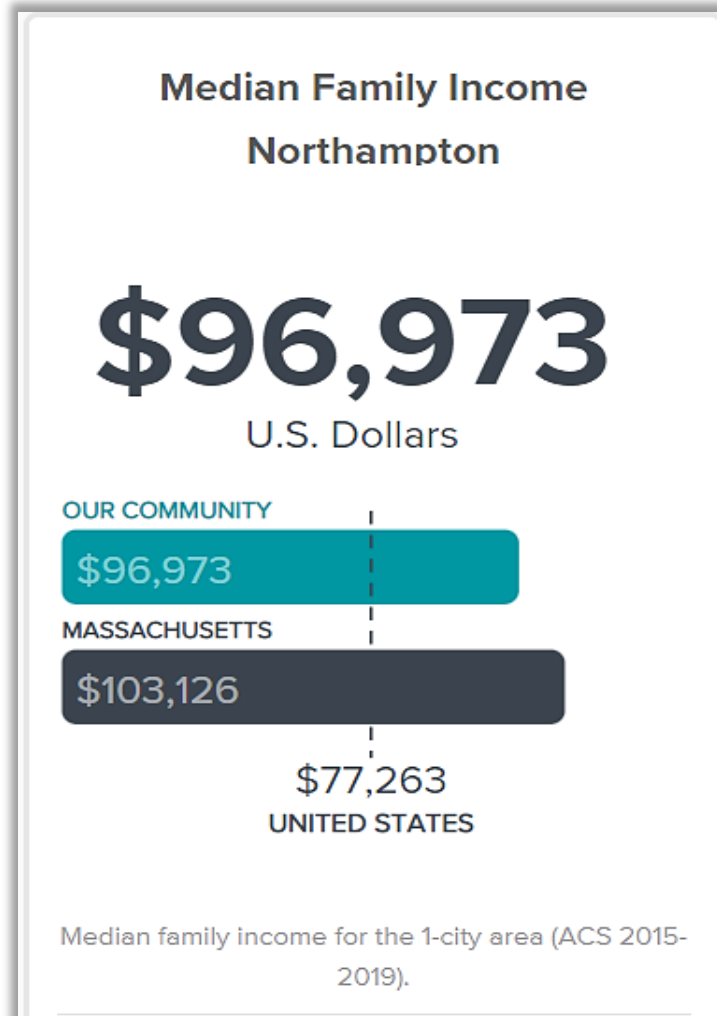 Median Family Income
Northampton
$96,973
U.S. Dollars
OUR COMMUNITY
$96,973
MASSACHUSETTS
$103,126
$77,263
UNITED STATES
Median family income for the 1-city area (ACS 2015-
2019).